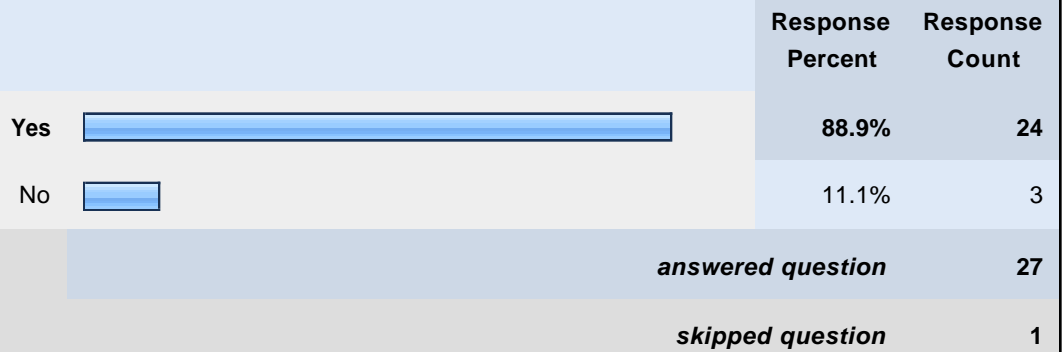 Response Percent Response Count
Yes 88.9% 24
No 11.1% 3
answered question 27
skipped question 1